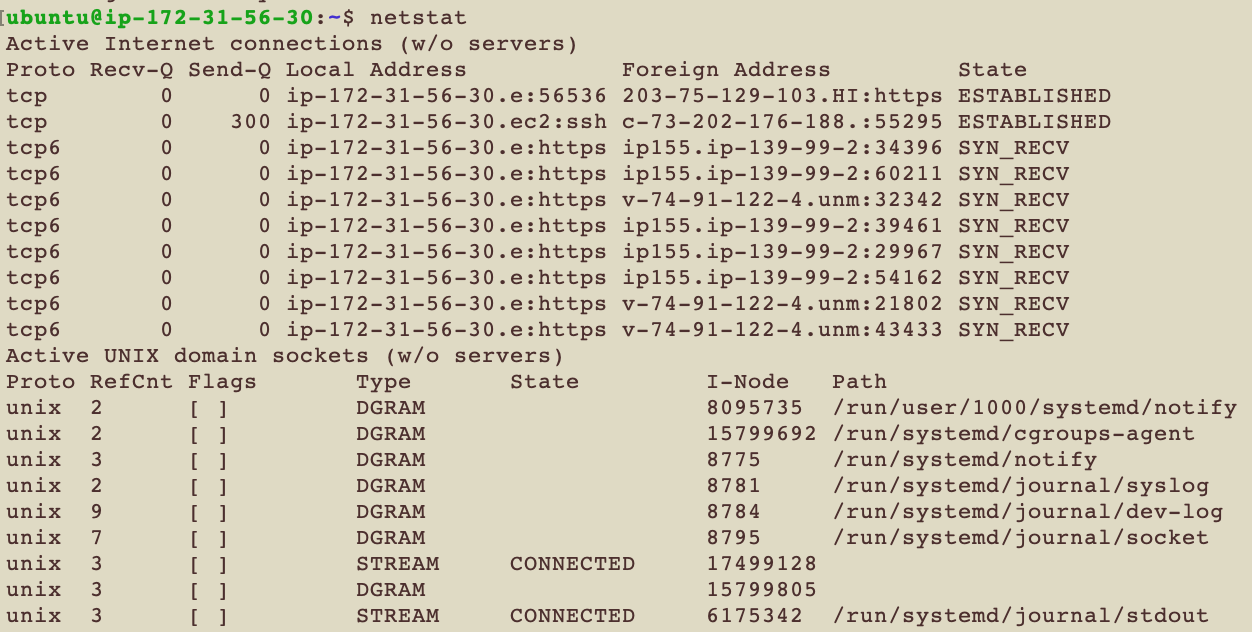 [ubuntu@ip-172-31-56-30:~$ netstat
Active Internet connections (w/o servers)
Proto Recv-Q Send-Q Local Address           Foreign Address         State
tcp        0      0 ip-172-31-56-30.e:56536 203-75-129-103.HI:https ESTABLISHED
tcp        0    300 ip-172-31-56-30.ec2:ssh c-73-202-176-188.:55295 ESTABLISHED
tcp6       0      0 ip-172-31-56-30.e:https ip155.ip-139-99-2:34396 SYN_RECV
tcp6       0      0 ip-172-31-56-30.e:https ip155.ip-139-99-2:60211 SYN_RECV
tcp6       0      0 ip-172-31-56-30.e:https v-74-91-122-4.unm:32342 SYN_RECV
tcp6       0      0 ip-172-31-56-30.e:https ip155.ip-139-99-2:39461 SYN_RECV
tcp6       0      0 ip-172-31-56-30.e:https ip155.ip-139-99-2:29967 SYN_RECV
tcp6       0      0 ip-172-31-56-30.e:https ip155.ip-139-99-2:54162 SYN_RECV
tcp6       0      0 ip-172-31-56-30.e:https v-74-91-122-4.unm:21802 SYN_RECV
tcp6       0      0 ip-172-31-56-30.e:https v-74-91-122-4.unm:43433 SYN_RECV
Active UNIX domain sockets (w/o servers)
Proto RefCnt Flags       Type       State         I-Node   Path
unix  2      [ ]         DGRAM                    8095735  /run/user/1000/systemd/notify
unix  2      [ ]         DGRAM                    15799692 /run/systemd/cgroups-agent
unix  3      [ ]         DGRAM                    8775     /run/systemd/notify
unix  2      [ ]         DGRAM                    8781     /run/systemd/journal/syslog
unix  9      [ ]         DGRAM                    8784     /run/systemd/journal/dev-log
unix  7      [ ]         DGRAM                    8795     /run/systemd/journal/socket
unix  3      [ ]         STREAM     CONNECTED     17499128
unix  3      [ ]         DGRAM                    15799805
unix  3      [ ]         STREAM     CONNECTED     6175342  /run/systemd/journal/stdout